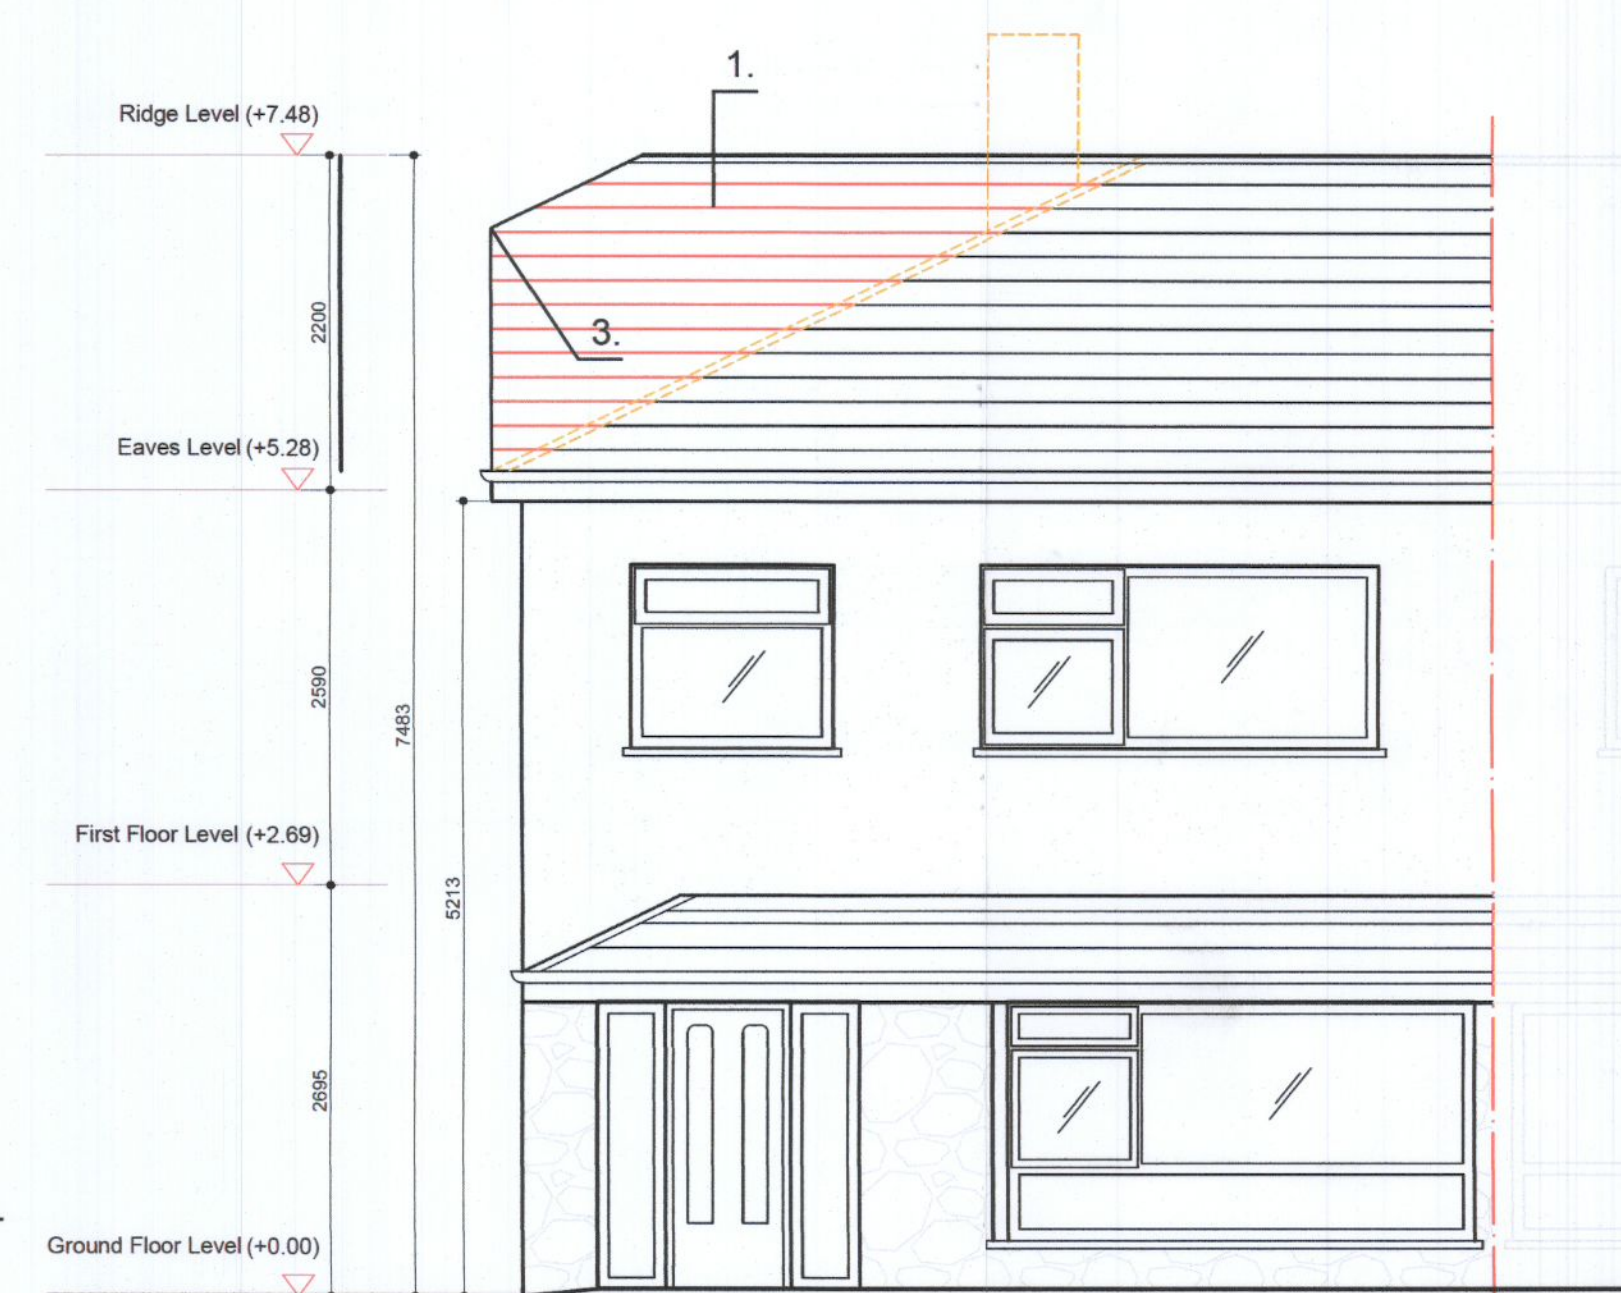 1.
Ridge Level (+7.48)
2200
3.
Eaves Level (+5.28)
2590
7483
First Floor Level (+2.69)
5213
2695
Ground Floor Level (+0.00)